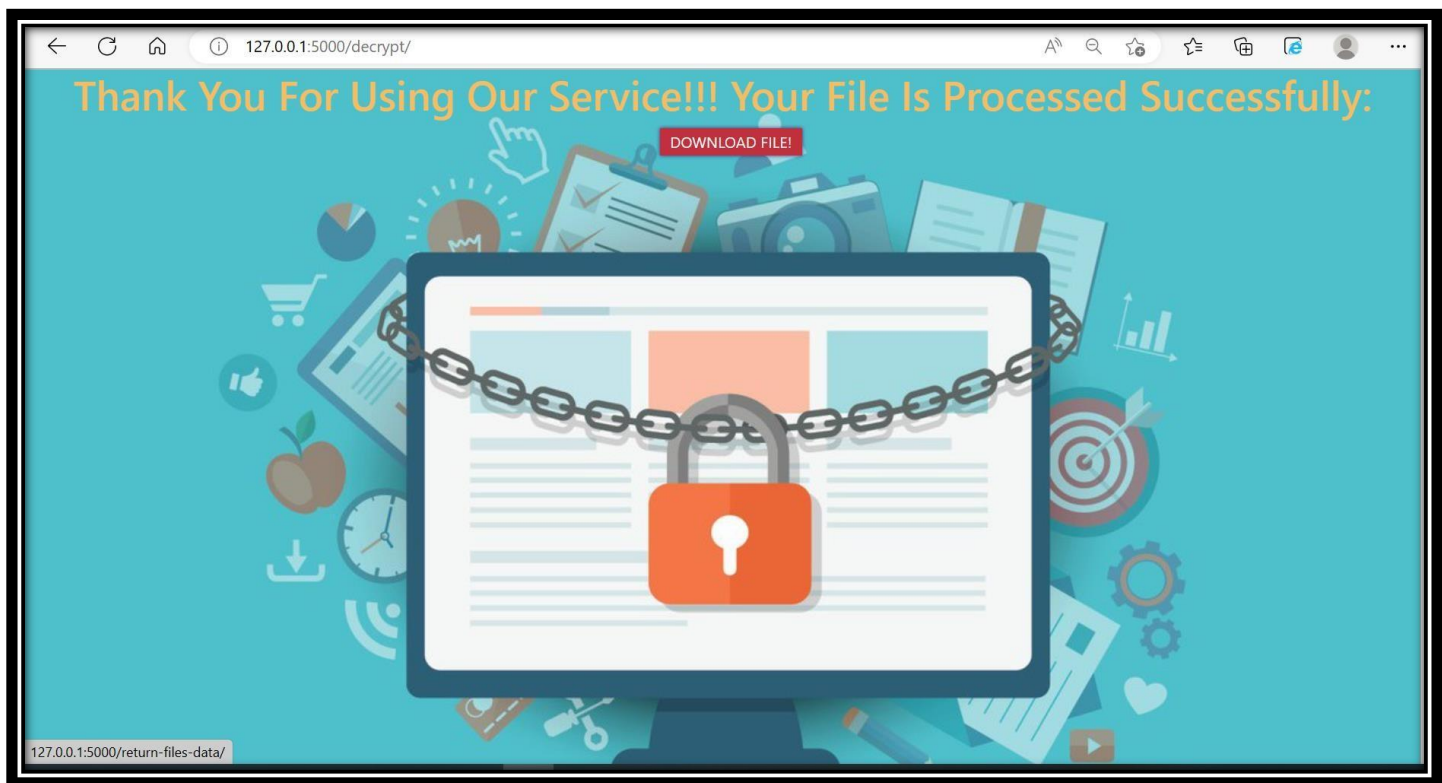 127.0.0.1:5000/decrypt/
Thank You For Using Our Service!!! Your File Is Processed Successfully:
DOWNLOAD FILE!
127.0.0.1:5000/return-files-data/